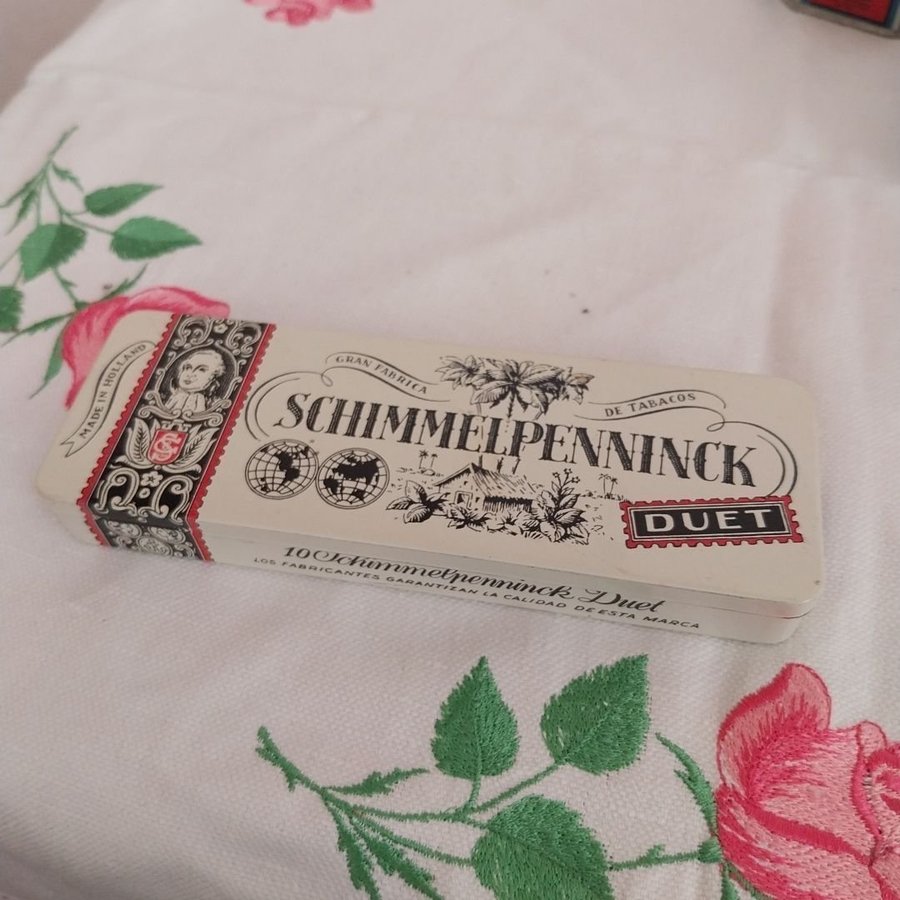 MADE IN HOLLAND
GRAN FABRICA
DE TABACOS
SCHIMMELPENNINCK
DUET
10 Schimmelpenninck Duet
LOS FABRICANTES GARANTIZAN LA CALIDAD DE ESTA MARCA